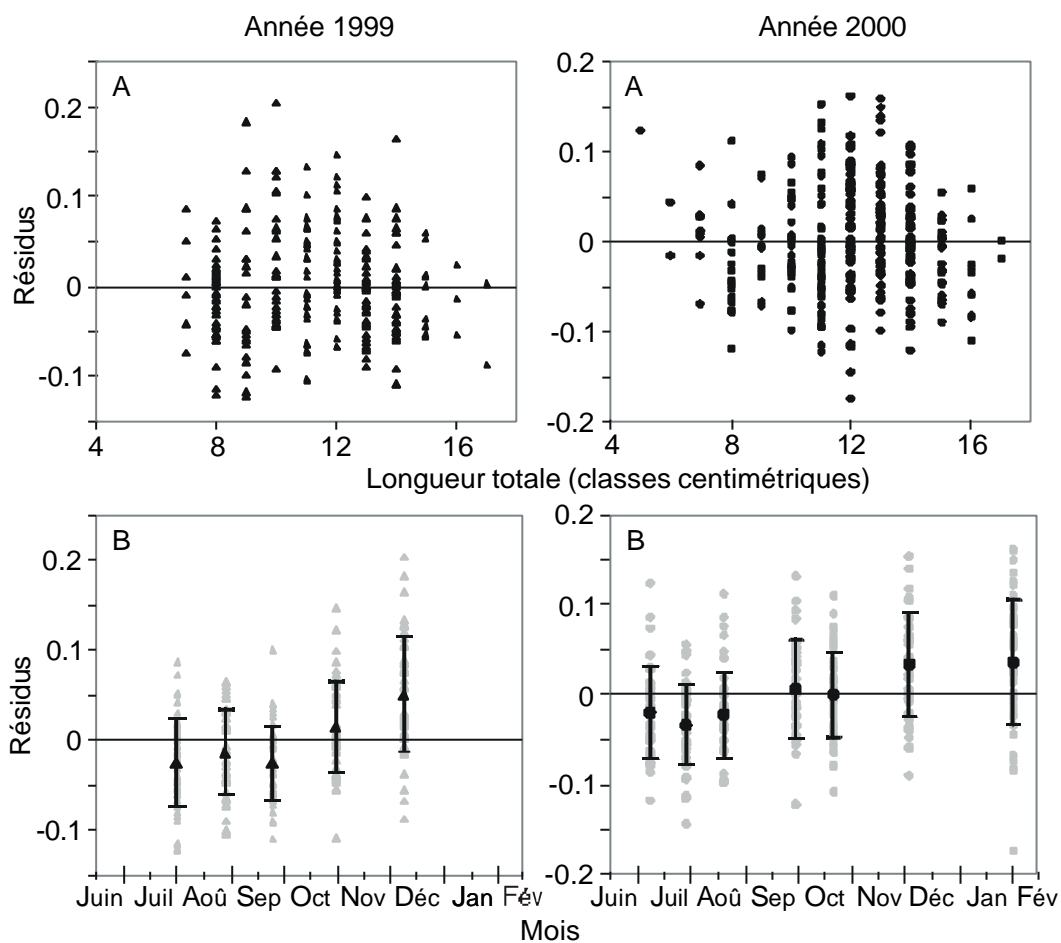 Année 1999
Année 2000
A
0.2
0.1
0
-0.1
Résidus
4 8 12 16
A
0.2
0.1
0
-0.1
-0.2
4 8 12 16
Longueur totale (classes centimétriques)
B
0.2
0.1
0
-0.1
Résidus
Juin Juil Aoû Sep Oct Nov Déc Jan Fév
B
0.2
0.1
0
-0.1
-0.2
Juin Juil Aoû Sep Oct Nov Déc Jan Fév
Mois